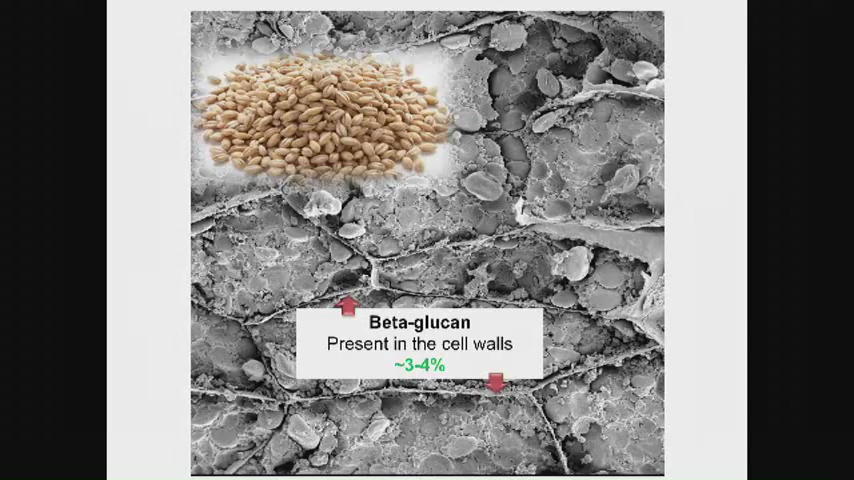 Beta-glucan
Present in the cell walls
~3-4%